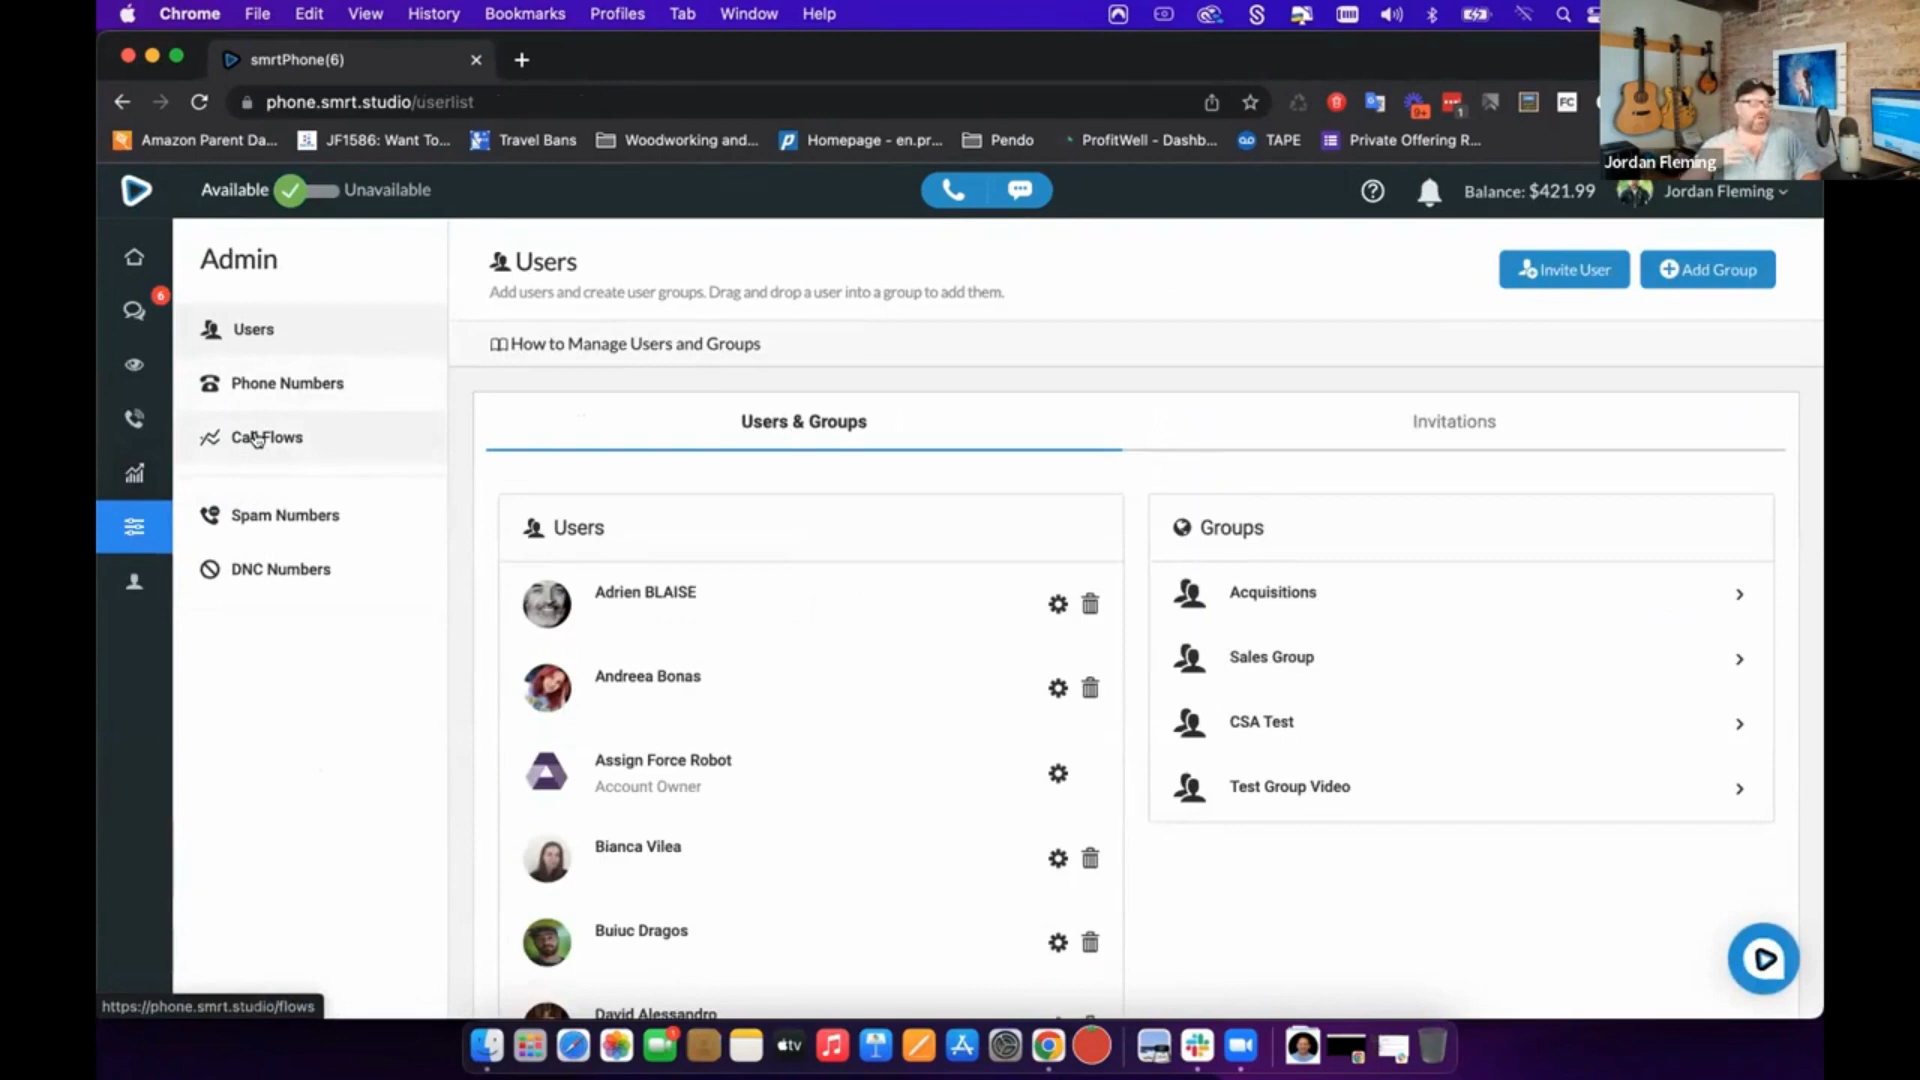 Chrome File Edit View History Bookmarks Profiles Tab Window Help
smrtPhone(6)
phone.smrt.studio/userlist
9+
1
FC
Amazon Parent Da...
JF1586: Want To...
Travel Bans
Woodworking and...
Homepage - en.pr...
Pendo
ProfitWell - Dashb...
TAPE
Private Offering R...
Jordan Fleming
Available
Unavailable
Balance: $421.99
Jordan Fleming
6
Admin
Users
Phone Numbers
Call Flows
Spam Numbers
DNC Numbers
Users
Add users and create user groups. Drag and drop a user into a group to add them.
Invite User
Add Group
How to Manage Users and Groups
Users & Groups
Invitations
Users
Adrien BLAISE
Andreea Bonas
Assign Force Robot
Account Owner
Bianca Vilea
Buiuc Dragos
David Alessandro
Groups
Acquisitions
Sales Group
CSA Test
Test Group Video
https://phone.smrt.studio/flows
tv